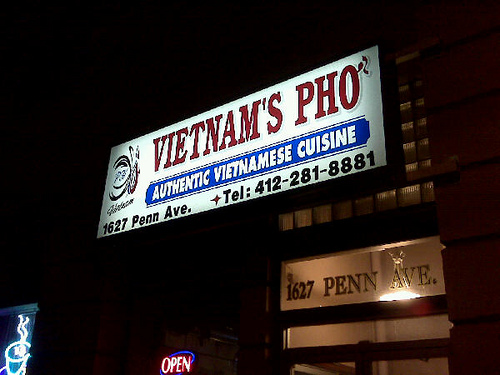 VIETNAM'S PHO
AUTHENTIC VIETNAMESE CUISINE
1627 Penn Ave. Tel: 412-281-8881
1627 PENN AVE.
OPEN